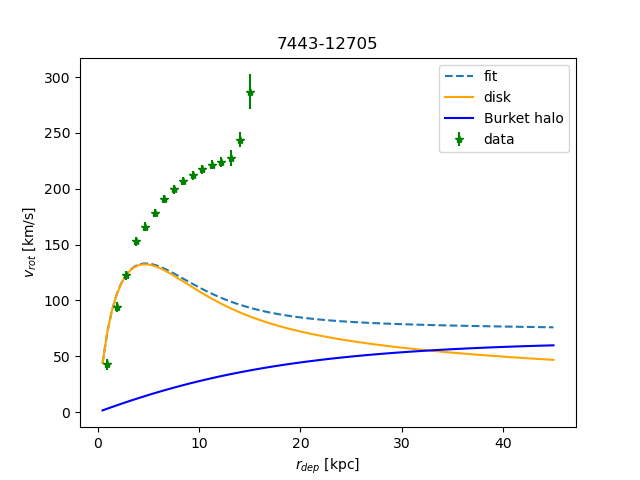 7443-12705
fit
disk
Burket halo
data
300
250
200
150
100
50
0
v_rot [km/s]
0 10 20 30 40
r_dep [kpc]